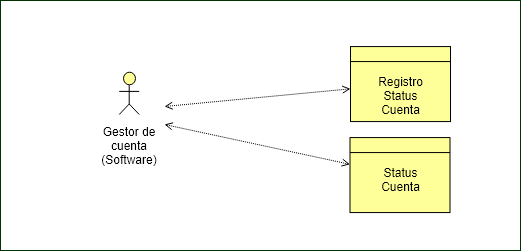 Gestor de
cuenta
(Software)
Registro
Status
Cuenta
Status
Cuenta